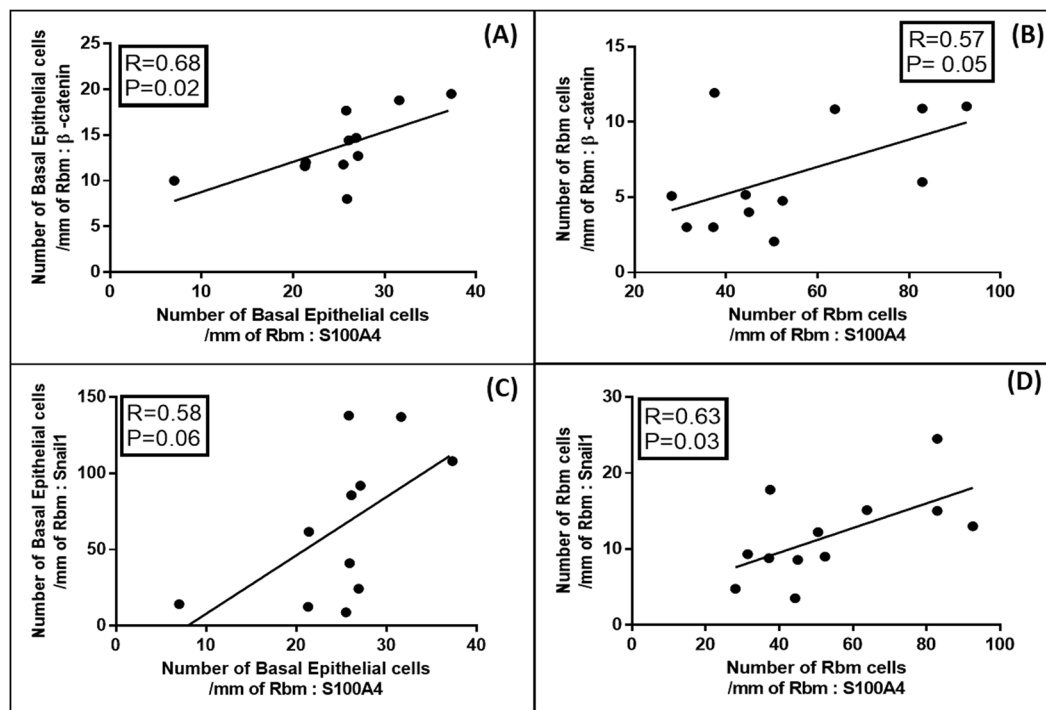 (A)
R=0.68
P=0.02
Number of Basal Epithelial cells
/mm of Rbm : β -catenin
25
20
15
10
5
0
0 10 20 30 40
Number of Basal Epithelial cells
/mm of Rbm : S100A4
(B)
R=0.57
P= 0.05
Number of Rbm cells
/mm of Rbm : β -catenin
15
10
5
0
20 40 60 80 100
Number of Rbm cells
/mm of Rbm : S100A4
(C)
R=0.58
P=0.06
Number of Basal Epithelial cells
/mm of Rbm : Snail1
150
100
50
0
0 10 20 30 40
Number of Basal Epithelial cells
/mm of Rbm : S100A4
(D)
R=0.63
P=0.03
Number of Rbm cells
/mm of Rbm : Snail1
30
20
10
0
0 20 40 60 80 100
Number of Rbm cells
/mm of Rbm : S100A4